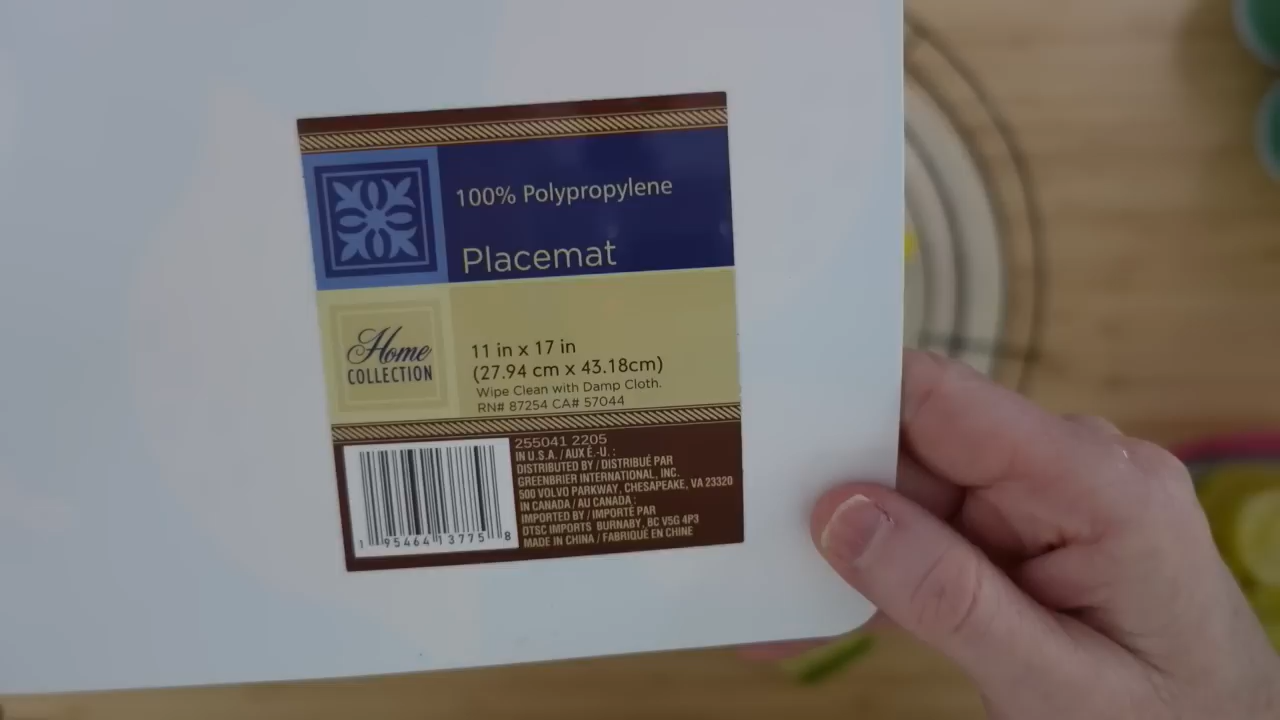 100% Polypropylene
Placemat
Home
COLLECTION
11 in x 17 in
(27.94 cm x 43.18cm)
Wipe Clean with Damp Cloth.
RN# 87254 CA# 57044
255041 2205
IN U.S.A. / AUX É.-U. :
DISTRIBUTED BY / DISTRIBUÉ PAR
GREENBRIER INTERNATIONAL, INC.
500 VOLVO PARKWAY, CHESAPEAKE, VA 23320
IN CANADA / AU CANADA :
IMPORTED BY / IMPORTÉ PAR
DTSC IMPORTS BURNABY, BC V5G 4P3
MADE IN CHINA / FABRIQUÉ EN CHINE
1 95464 13775 8